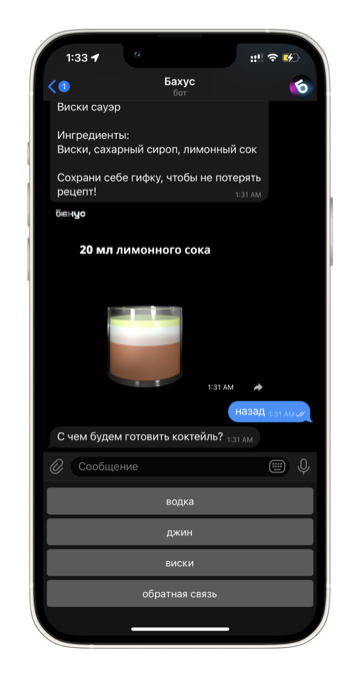 1:33
1
Бахус
бот
Виски сауэр
Ингредиенты:
Виски, сахарный сироп, лимонный сок
Сохрани себе гифку, чтобы не потерять
рецепт! 1:31 AM
бахус
20 мл лимонного сока
1:31 AM
назад 1:31 AM
С чем будем готовить коктейль? 1:31 AM
Сообщение
водка
джин
виски
обратная связь